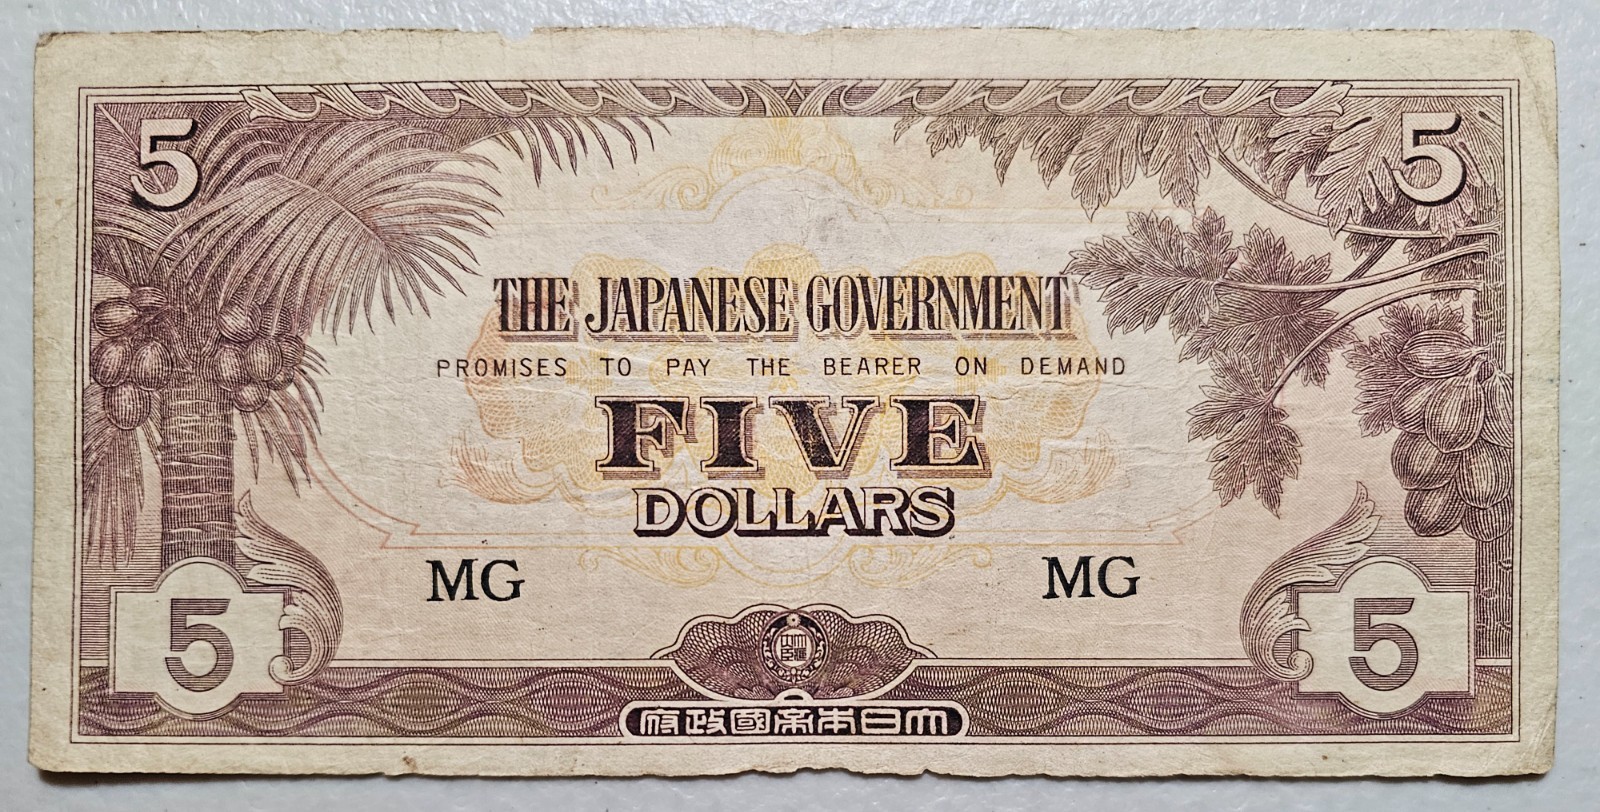 5 5
THE JAPANESE GOVERNMENT
PROMISES TO PAY THE BEARER ON DEMAND
FIVE
DOLLARS
MG MG
5 5
大日本帝國政府